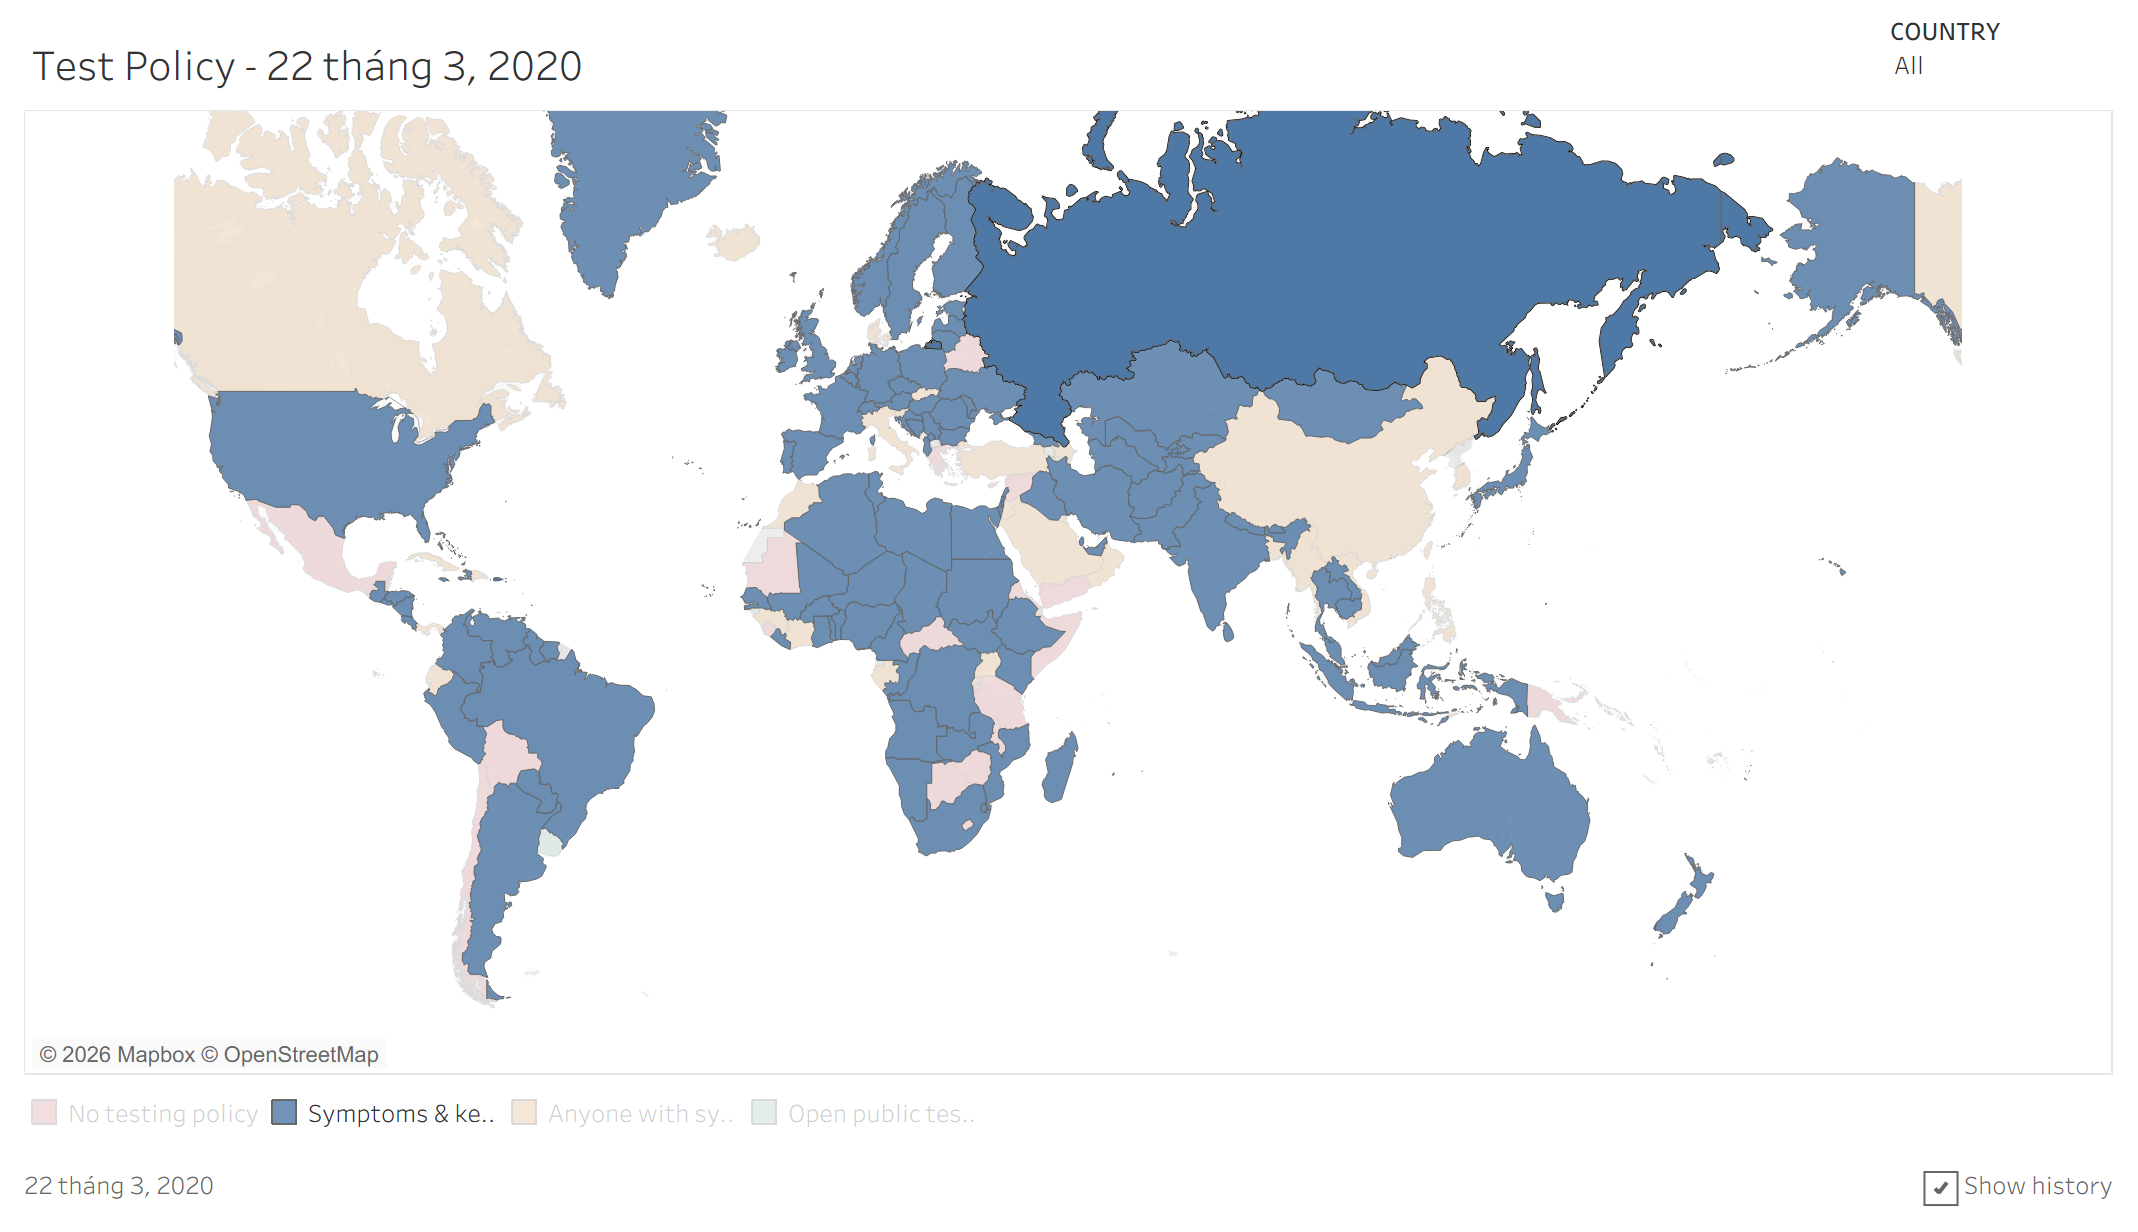 COUNTRY
Test Policy - 22 tháng 3, 2020
All
© 2026 Mapbox © OpenStreetMap
No testing policy Symptoms & ke.. Anyone with sy.. Open public tes..
22 tháng 3, 2020
Show history